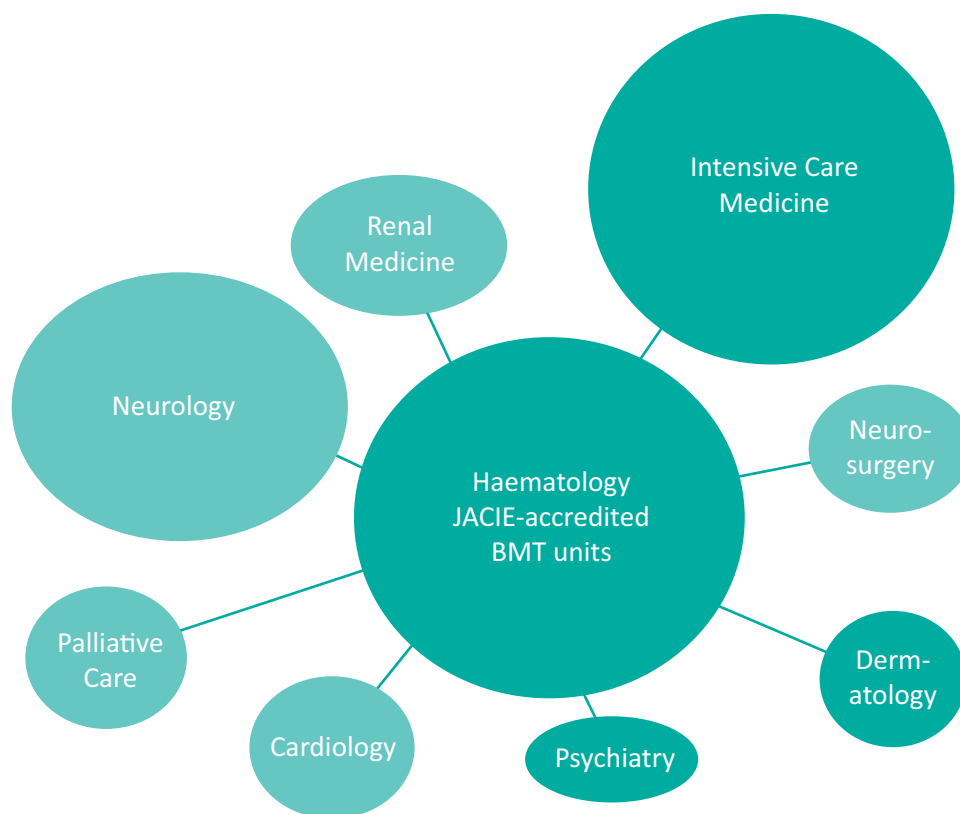 Intensive Care
Medicine
Renal
Medicine
Neurology
Neuro-
surgery
Haematology
JACIE-accredited
BMT units
Palliative
Care
Derm-
atology
Cardiology
Psychiatry